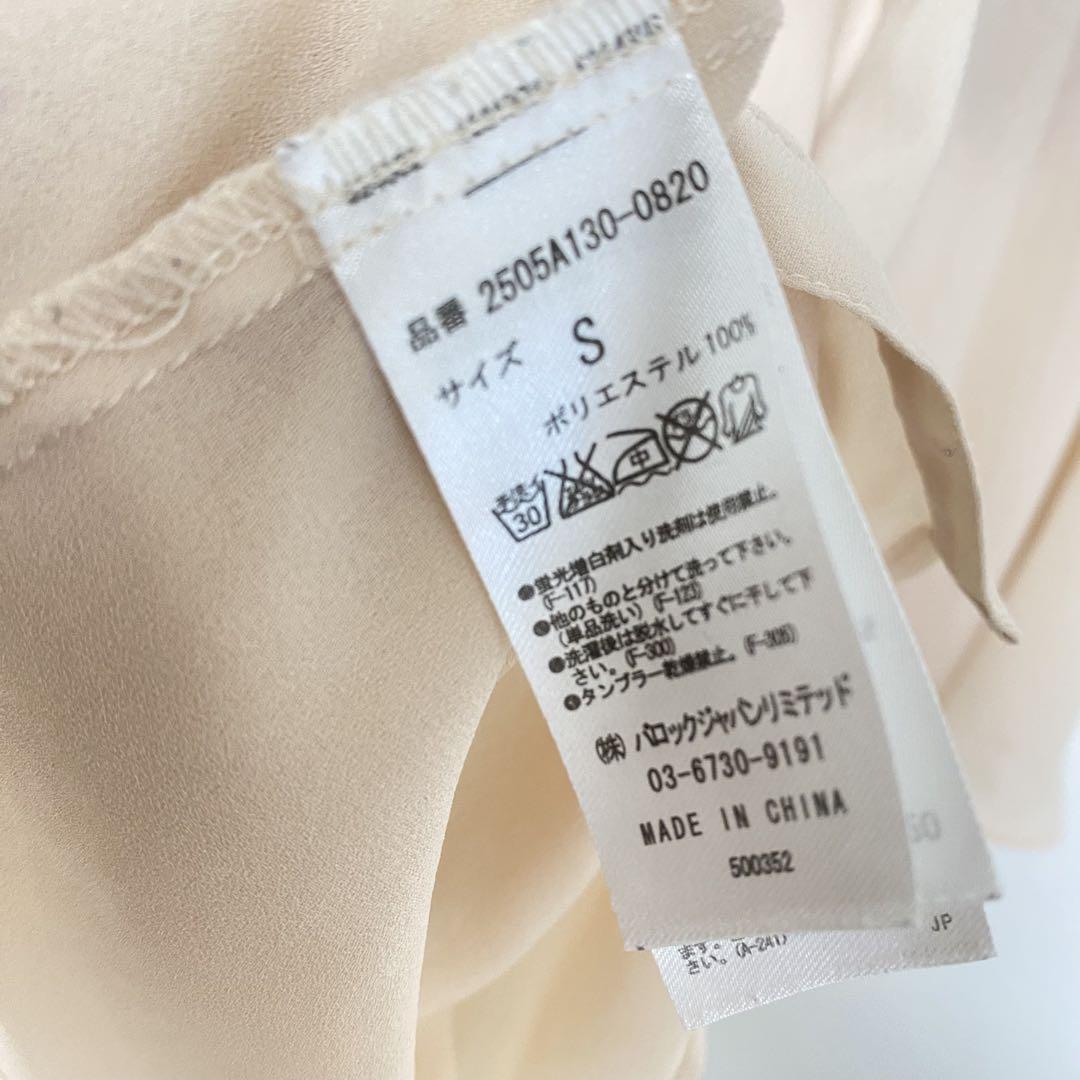 品番 2505A130-0820
サイズ S
ポリエステル 100%
30 中
●蛍光増白剤入り洗剤は使用禁止。
(F-117)
●他のものと分けて洗って下さい。
(単品洗い) (F-123)
●洗濯後は脱水してすぐに干して下
さい。(F-300)
●タンブラー乾燥禁止。(F-308)
(株) バロックジャパンリミテッド
03-6730-9191
MADE IN CHINA
500352
JP
ます。
さい。(A-241)